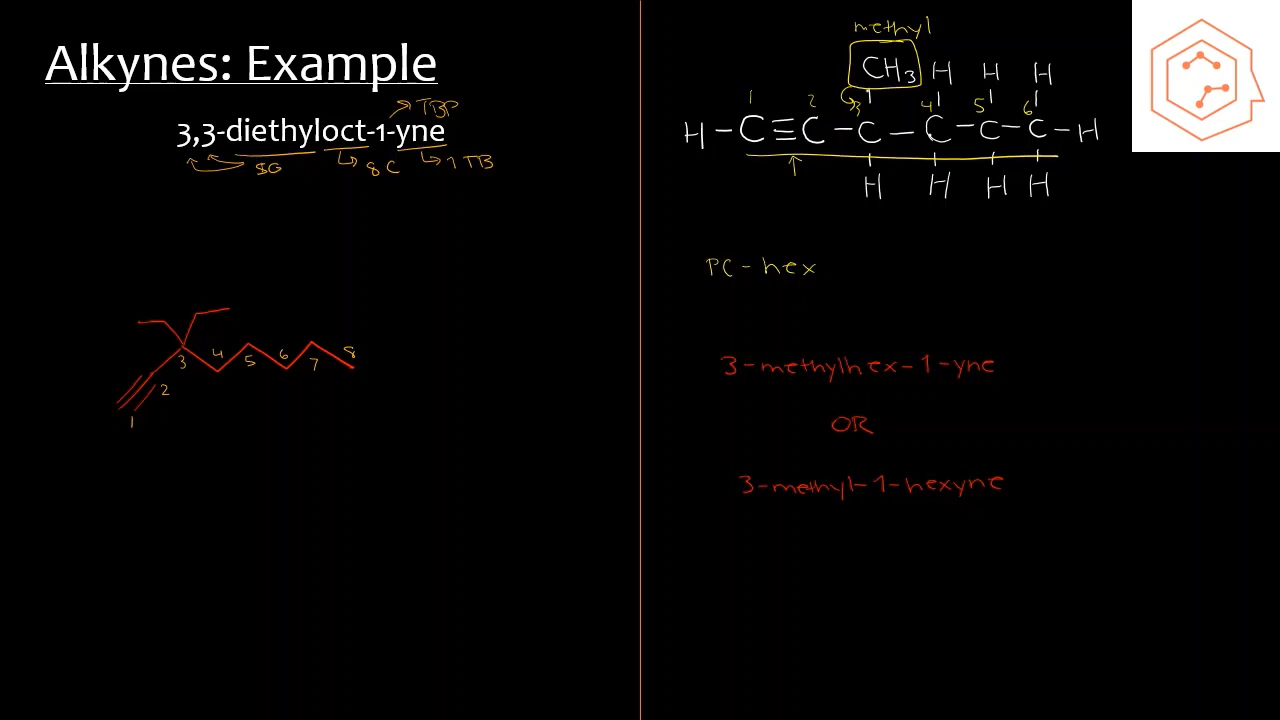 Alkynes: Example
TBP
3,3-diethyloct-1-yne
SG 8C 1 TB
3 4 5 6 7 8
2
1
methyl
CH3 H H H
1 2 3 4 5 6
H-C≡C-C-C-C-C-H
H H H H
PC-hex
3-methylhex-1-yne
OR
3-methyl-1-hexyne